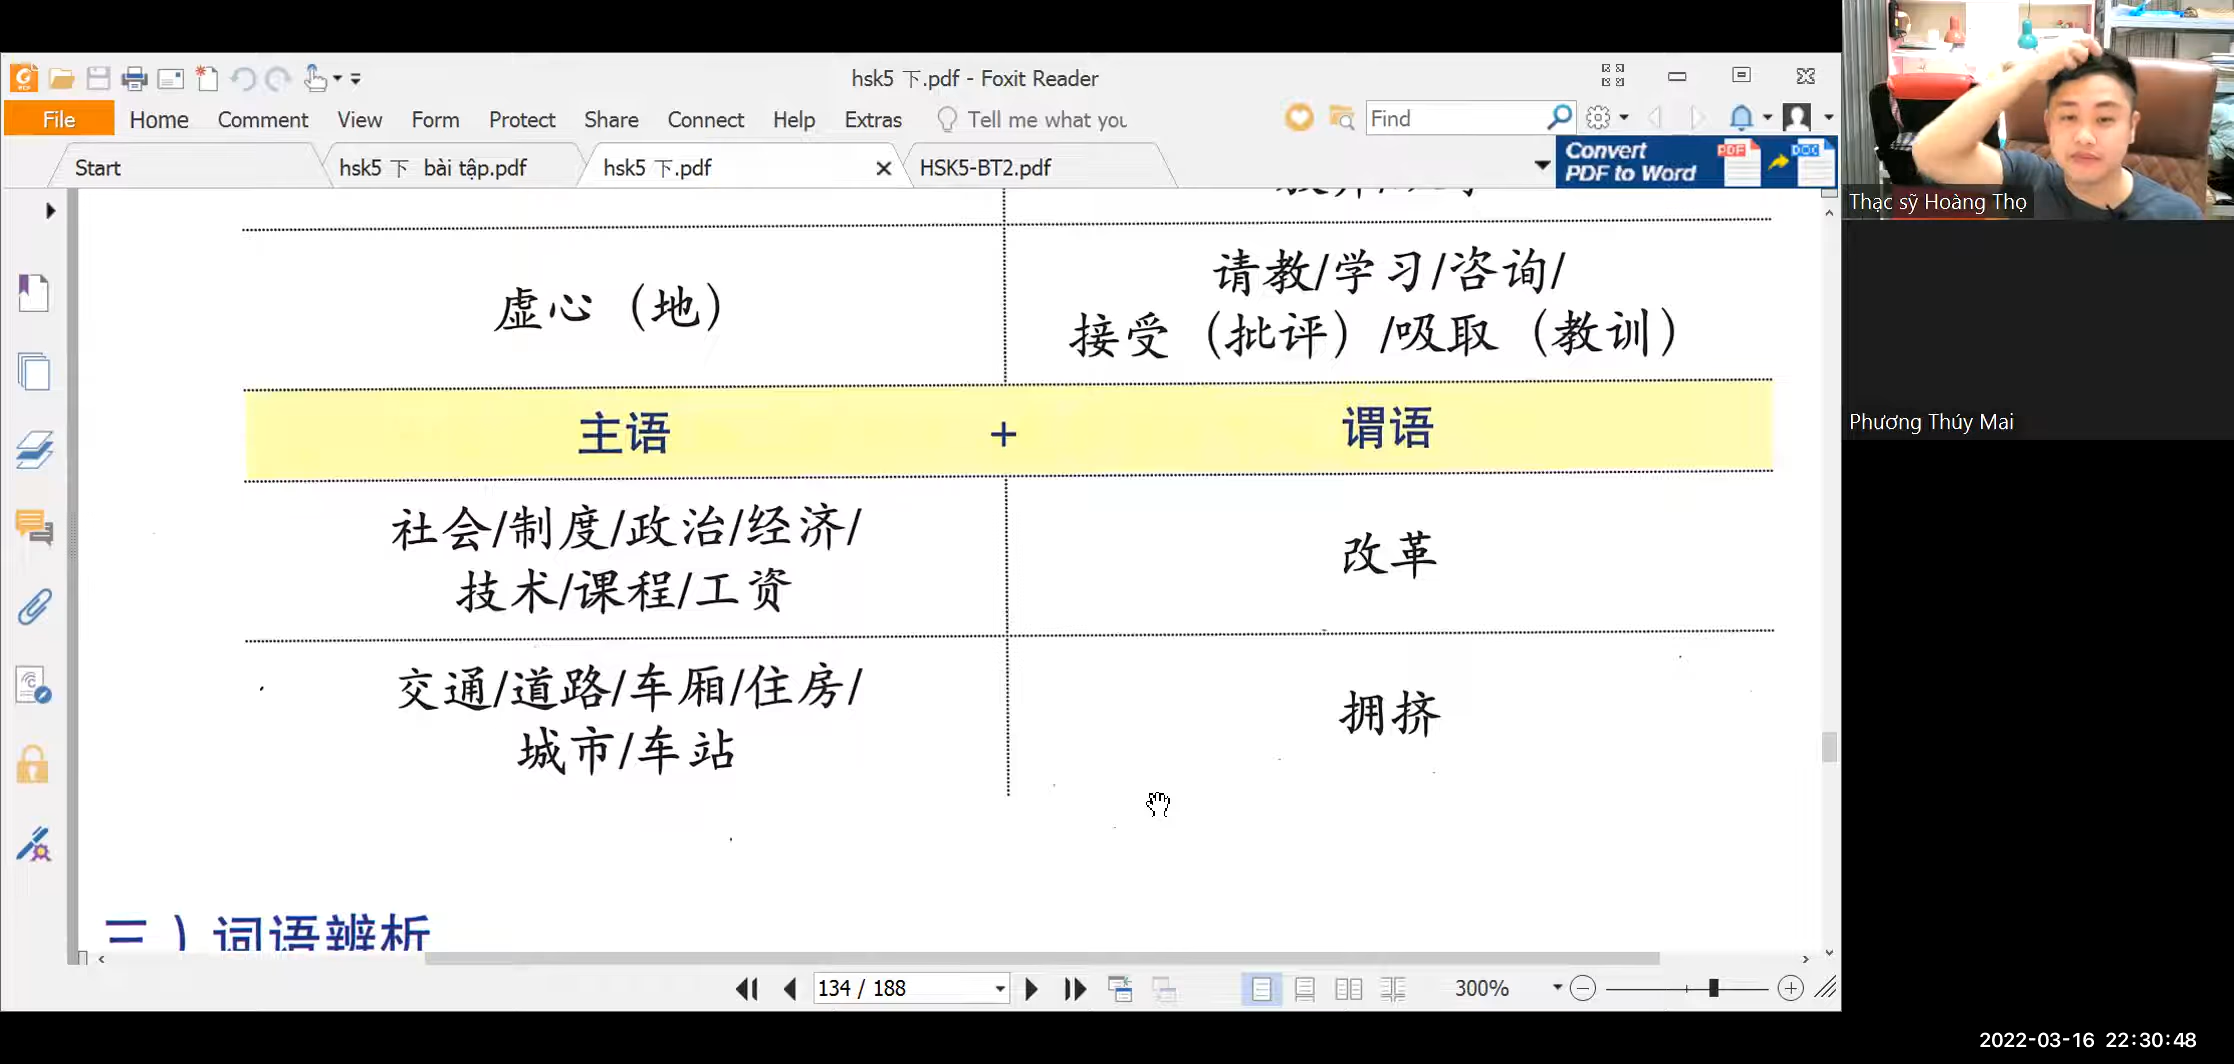 hsk5 下.pdf - Foxit Reader
File Home Comment View Form Protect Share Connect Help Extras Tell me what you Find
Start hsk5 下 bài tập.pdf hsk5 下.pdf HSK5-BT2.pdf
Convert
PDF to Word
PDF DOC
虚心（地）
请教/学习/咨询/
接受（批评）/吸取（教训）
主语 + 谓语
社会/制度/政治/经济/
技术/课程/工资
改革
交通/道路/车厢/住房/
城市/车站
拥挤
三）词语辨析
134 / 188 300%
Thạc sỹ Hoàng Thọ
Phương Thúy Mai
2022-03-16 22:30:48